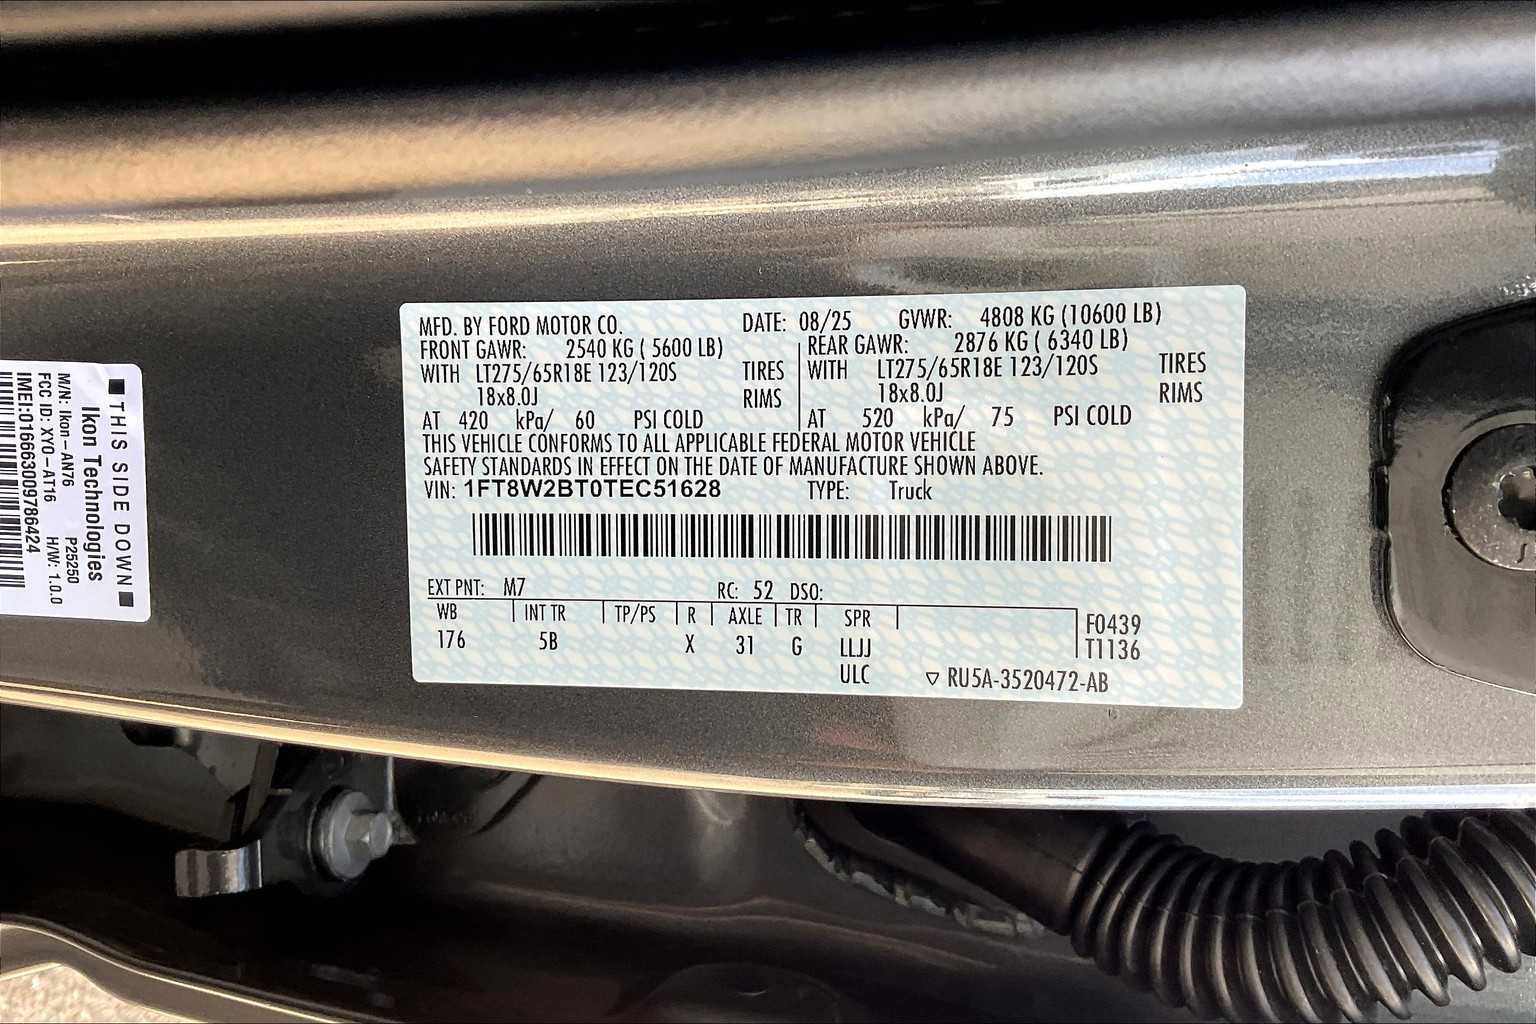 MFD. BY FORD MOTOR CO. DATE: 08/25 GVWR: 4808 KG (10600 LB)
FRONT GAWR: 2540 KG ( 5600 LB) REAR GAWR: 2876 KG ( 6340 LB)
WITH LT275/65R18E 123/120S TIRES WITH LT275/65R18E 123/120S TIRES
18x8.0J RIMS 18x8.0J RIMS
AT 420 kPa/ 60 PSI COLD AT 520 kPa/ 75 PSI COLD
THIS VEHICLE CONFORMS TO ALL APPLICABLE FEDERAL MOTOR VEHICLE
SAFETY STANDARDS IN EFFECT ON THE DATE OF MANUFACTURE SHOWN ABOVE.
VIN: 1FT8W2BT0TEC51628 TYPE: Truck
EXT PNT: M7 RC: 52 DSO:
WB INT TR TP/PS R AXLE TR SPR
176 5B X 31 G LLJJ
ULC
F0439
T1136
▽ RU5A-3520472-AB
■ THIS SIDE DOWN ■
Ikon Technologies
M/N: Ikon-AN76 P25250
FCC ID: XYO-AT16 H/W: 1.0.0
IMEI:016663009786424